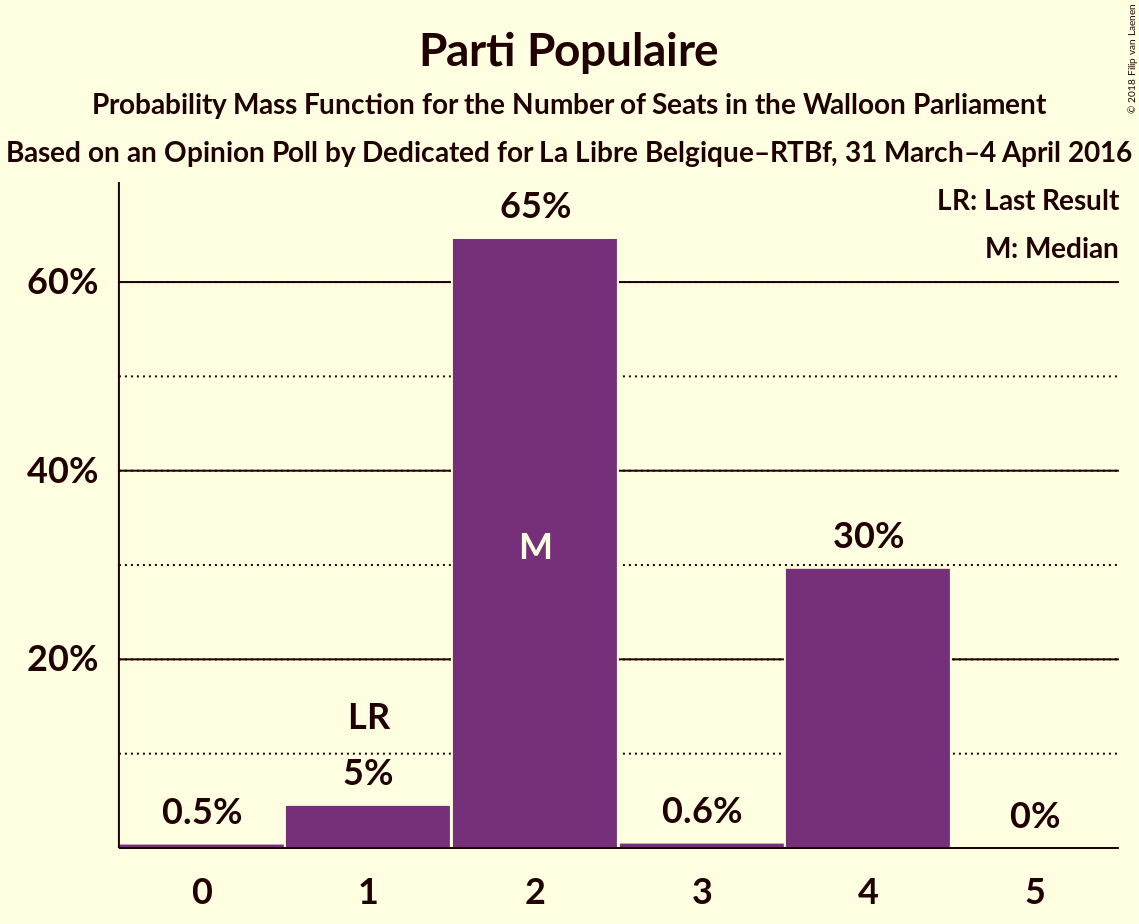 Parti Populaire
Probability Mass Function for the Number of Seats in the Walloon Parliament
Based on an Opinion Poll by Dedicated for La Libre Belgique–RTBf, 31 March–4 April 2016
© 2018 Filip van Laenen
LR: Last Result
M: Median
60%
40%
20%
0.5%
LR
5%
65%
M
0.6%
30%
0%
0
1
2
3
4
5